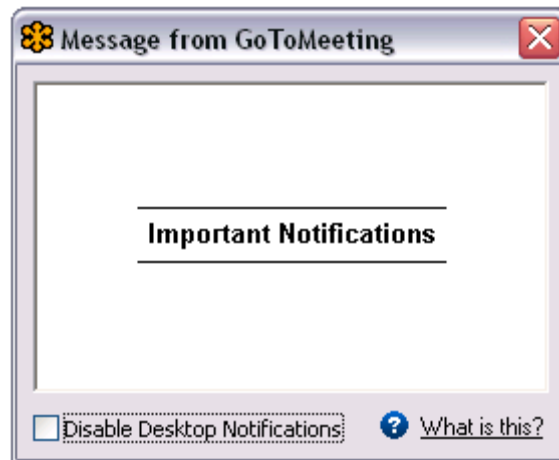 Message from GoToMeeting
Important Notifications
Disable Desktop Notifications
What is this?